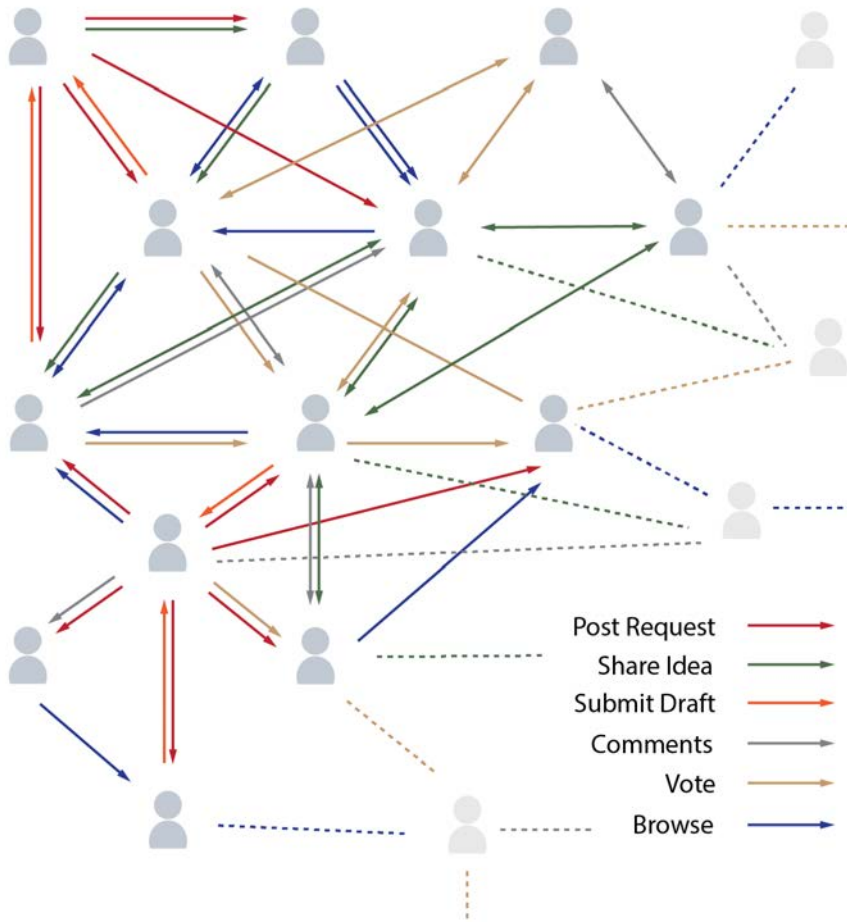 Post Request
Share Idea
Submit Draft
Comments
Vote
Browse